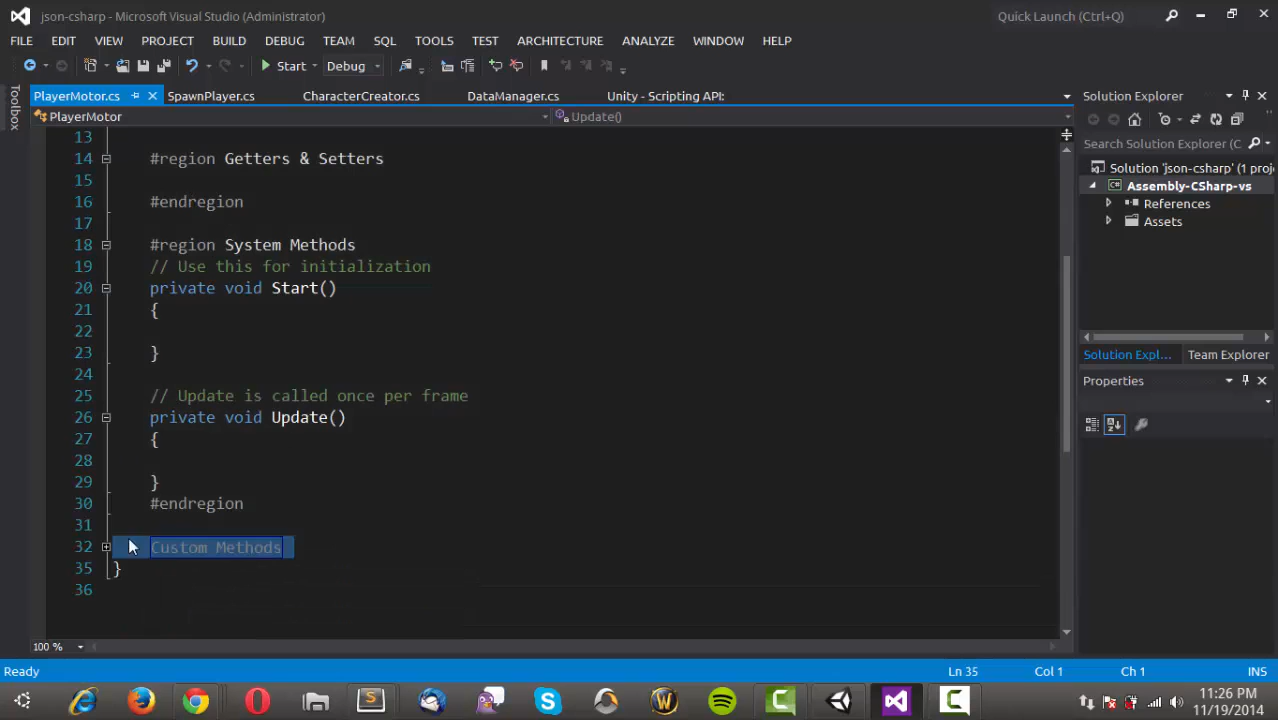 json-csharp - Microsoft Visual Studio (Administrator)
Quick Launch (Ctrl+Q)
FILE EDIT VIEW PROJECT BUILD DEBUG TEAM SQL TOOLS TEST ARCHITECTURE ANALYZE WINDOW HELP
Start Debug
PlayerMotor.cs SpawnPlayer.cs CharacterCreator.cs DataManager.cs Unity - Scripting API:
PlayerMotor Update()
Toolbox
13
14 #region Getters & Setters
15
16 #endregion
17
18 #region System Methods
19 // Use this for initialization
20 private void Start()
21 {
22
23 }
24
25 // Update is called once per frame
26 private void Update()
27 {
28
29 }
30 #endregion
31
32 Custom Methods
35 }
36
100 %
Solution Explorer
Search Solution Explorer (C
Solution 'json-csharp' (1 proj
C# Assembly-CSharp-vs
References
Assets
Solution Expl... Team Explorer
Properties
Ready Ln 35 Col 1 Ch 1 INS
11:26 PM
11/19/2014